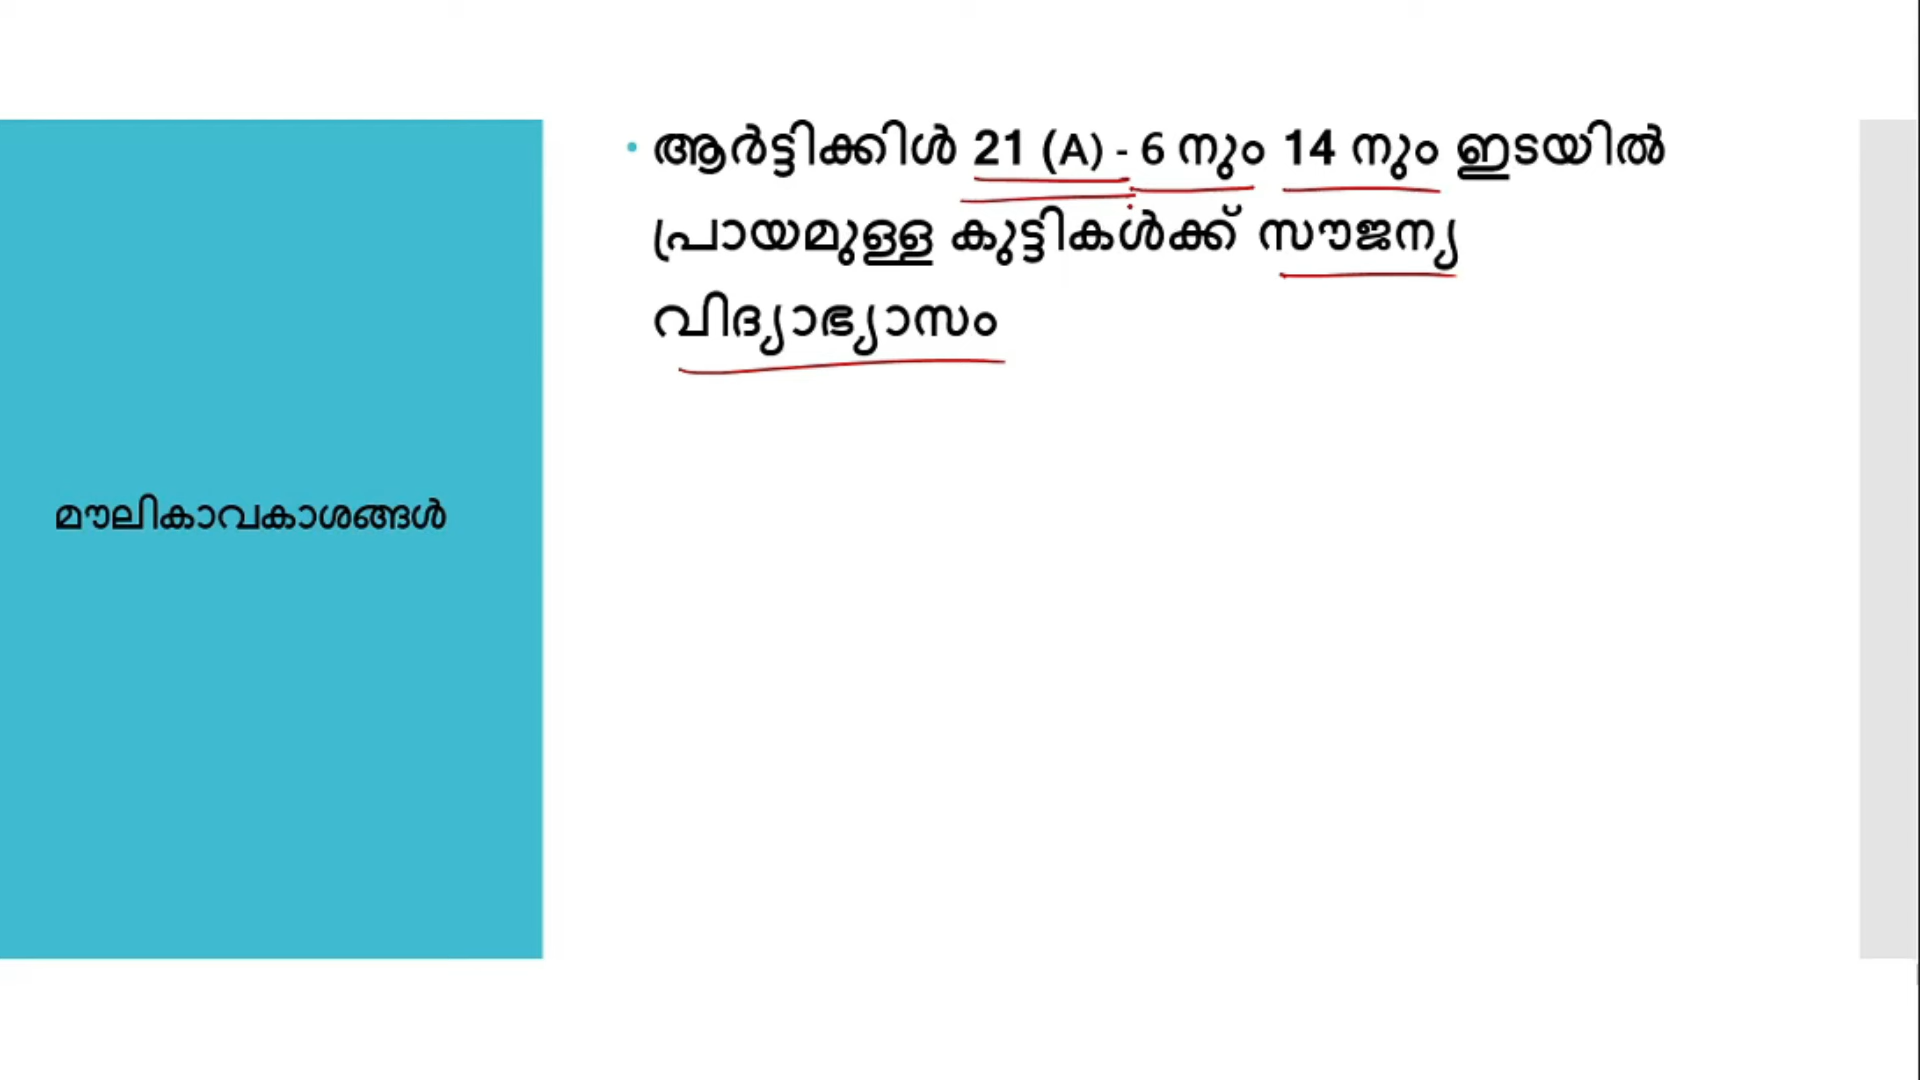 ആർട്ടിക്കിൾ 21 (A) - 6 നും 14 നും ഇടയിൽ
പ്രായമുള്ള കുട്ടികൾക്ക് സൗജന്യ
വിദ്യാഭ്യാസം
മൗലികാവകാശങ്ങൾ